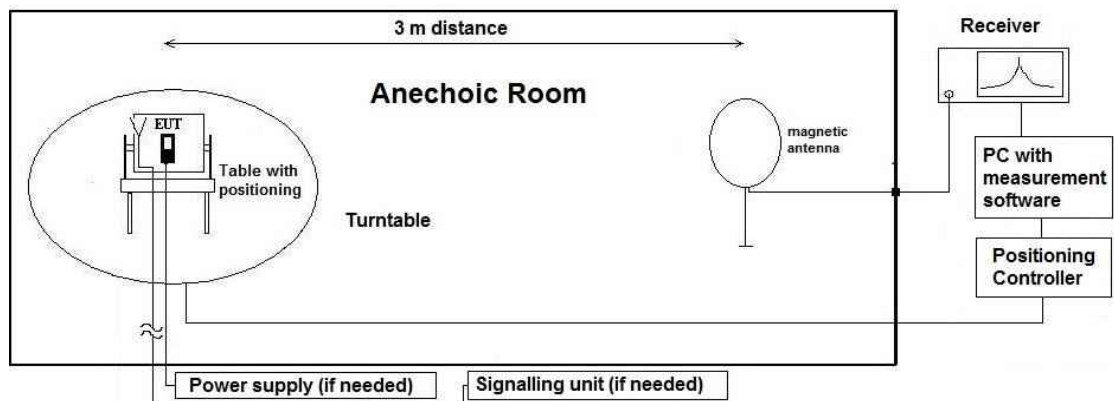 3 m distance
Receiver
Anechoic Room
EUT
Table with
positioning
magnetic
antenna
Turntable
PC with
measurement
software
Positioning
Controller
Power supply (if needed)
Signalling unit (if needed)